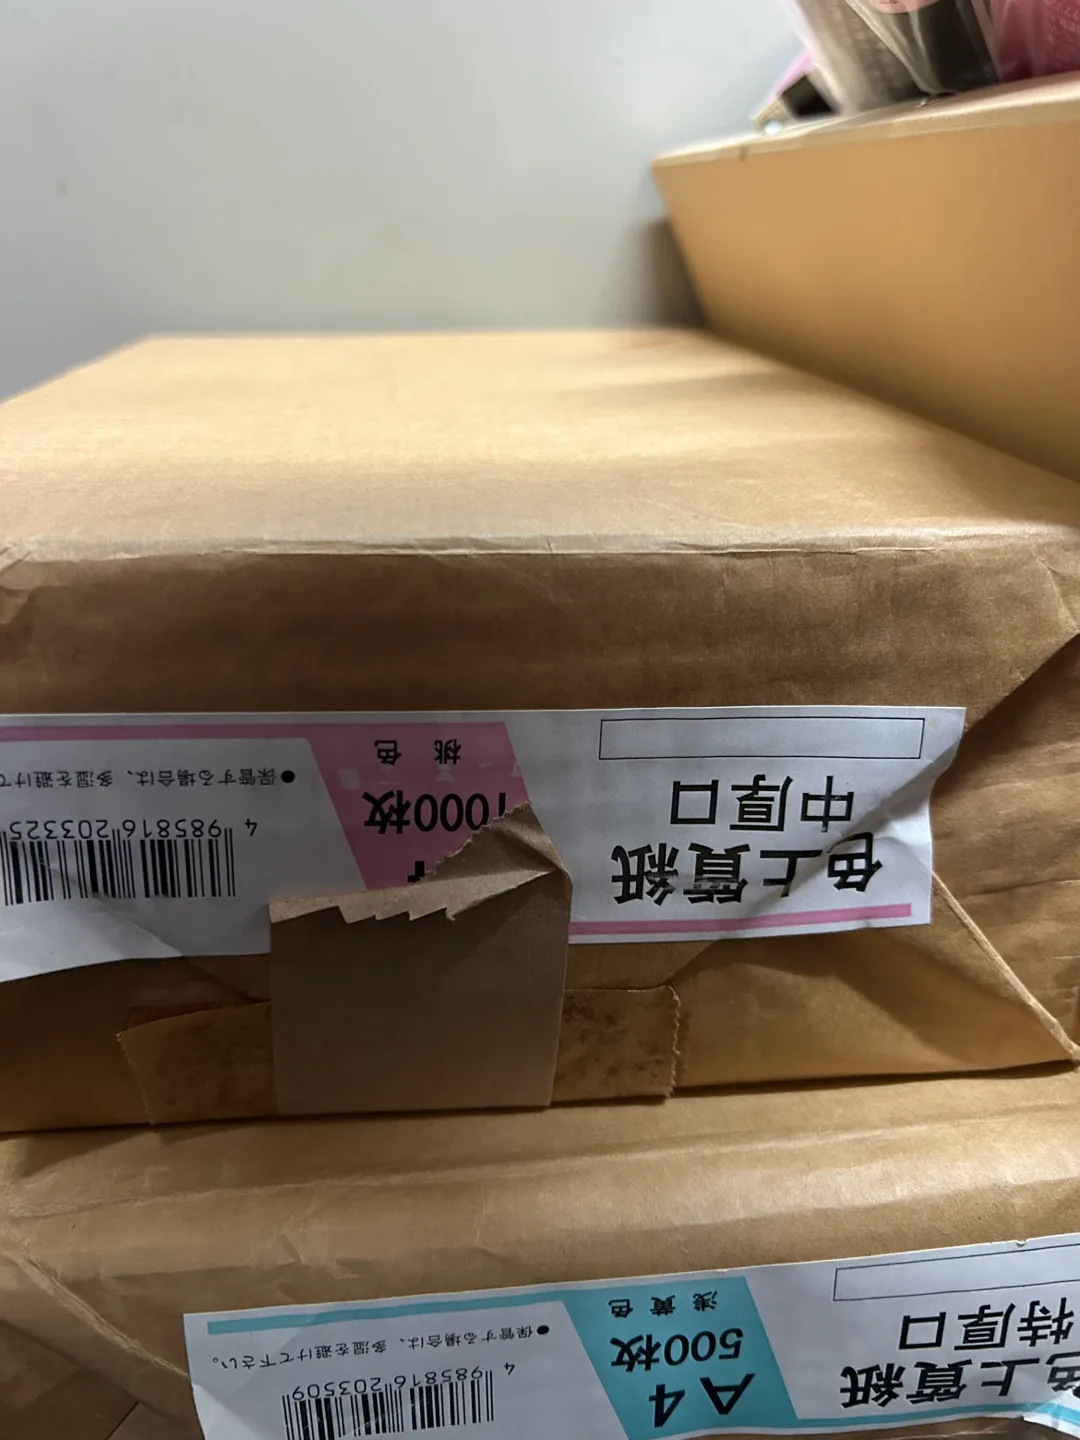 色上質紙
中厚口
1000枚
桃 色
4 985816 203325
●保管する場合は、多湿を避けて
色上質紙
特厚口
A4
500枚
浅 黄 色
4 985816 203509
●保管する場合は、多湿を避けて下さい。